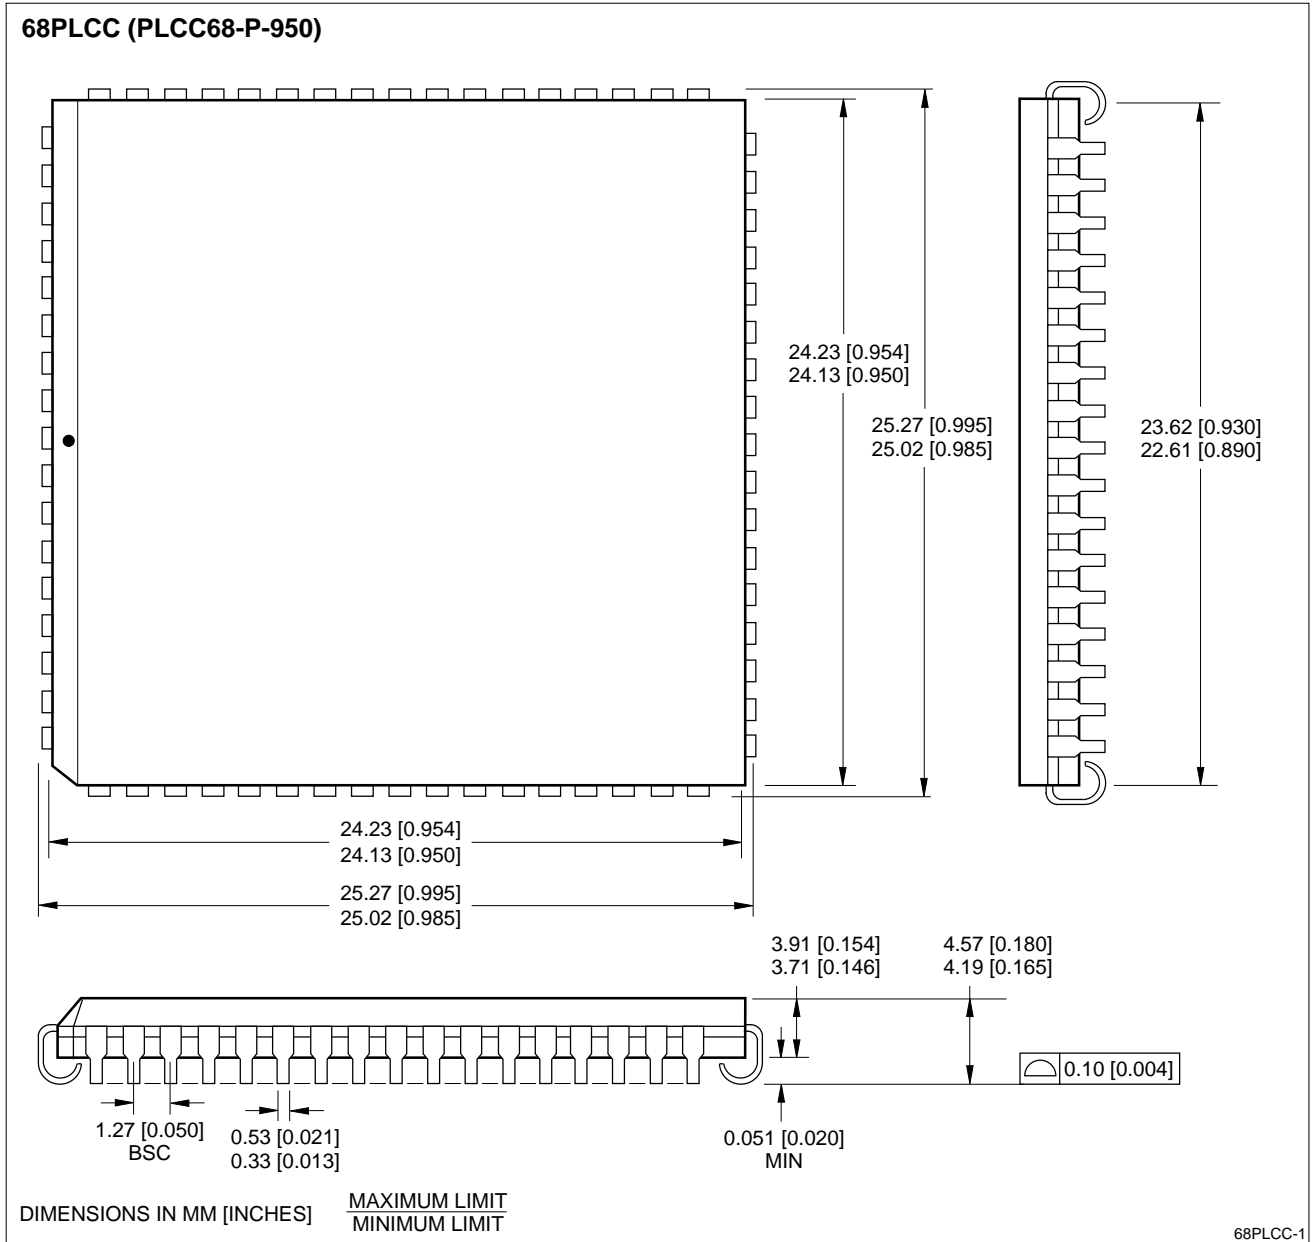 68PLCC (PLCC68-P-950)
24.23 [0.954]
24.13 [0.950]
25.27 [0.995]
25.02 [0.985]
23.62 [0.930]
22.61 [0.890]
24.23 [0.954]
24.13 [0.950]
25.27 [0.995]
25.02 [0.985]
3.91 [0.154]
3.71 [0.146]
4.57 [0.180]
4.19 [0.165]
0.10 [0.004]
1.27 [0.050]
BSC
0.53 [0.021]
0.33 [0.013]
0.051 [0.020]
MIN
DIMENSIONS IN MM [INCHES]
MAXIMUM LIMIT
MINIMUM LIMIT
68PLCC-1